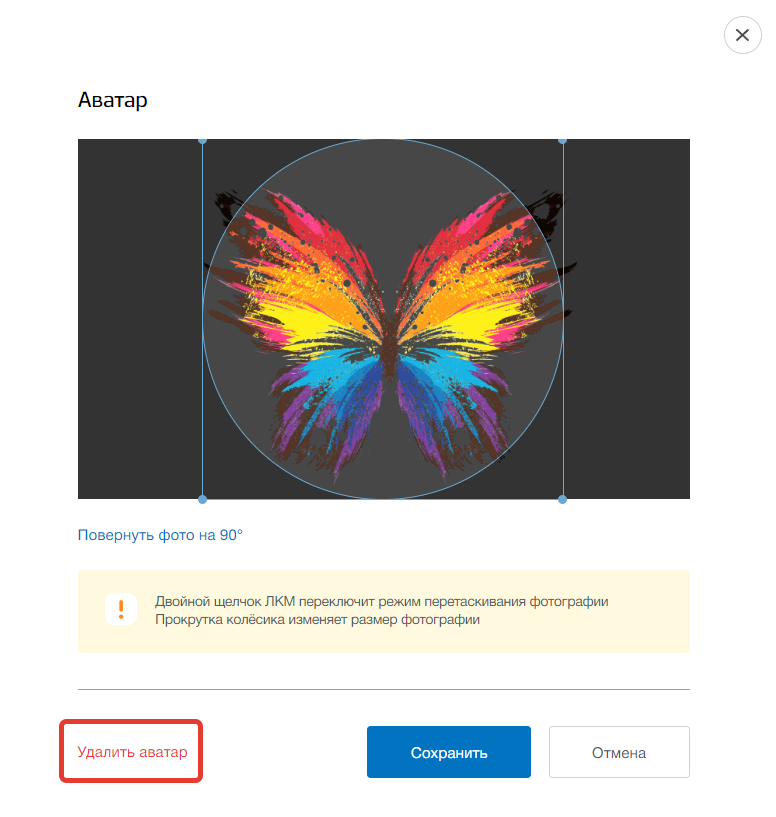 Аватар
Повернуть фото на 90°
Двойной щелчок ЛКМ переключит режим перетаскивания фотографии
Прокрутка колёсика изменяет размер фотографии
Удалить аватар
Сохранить
Отмена